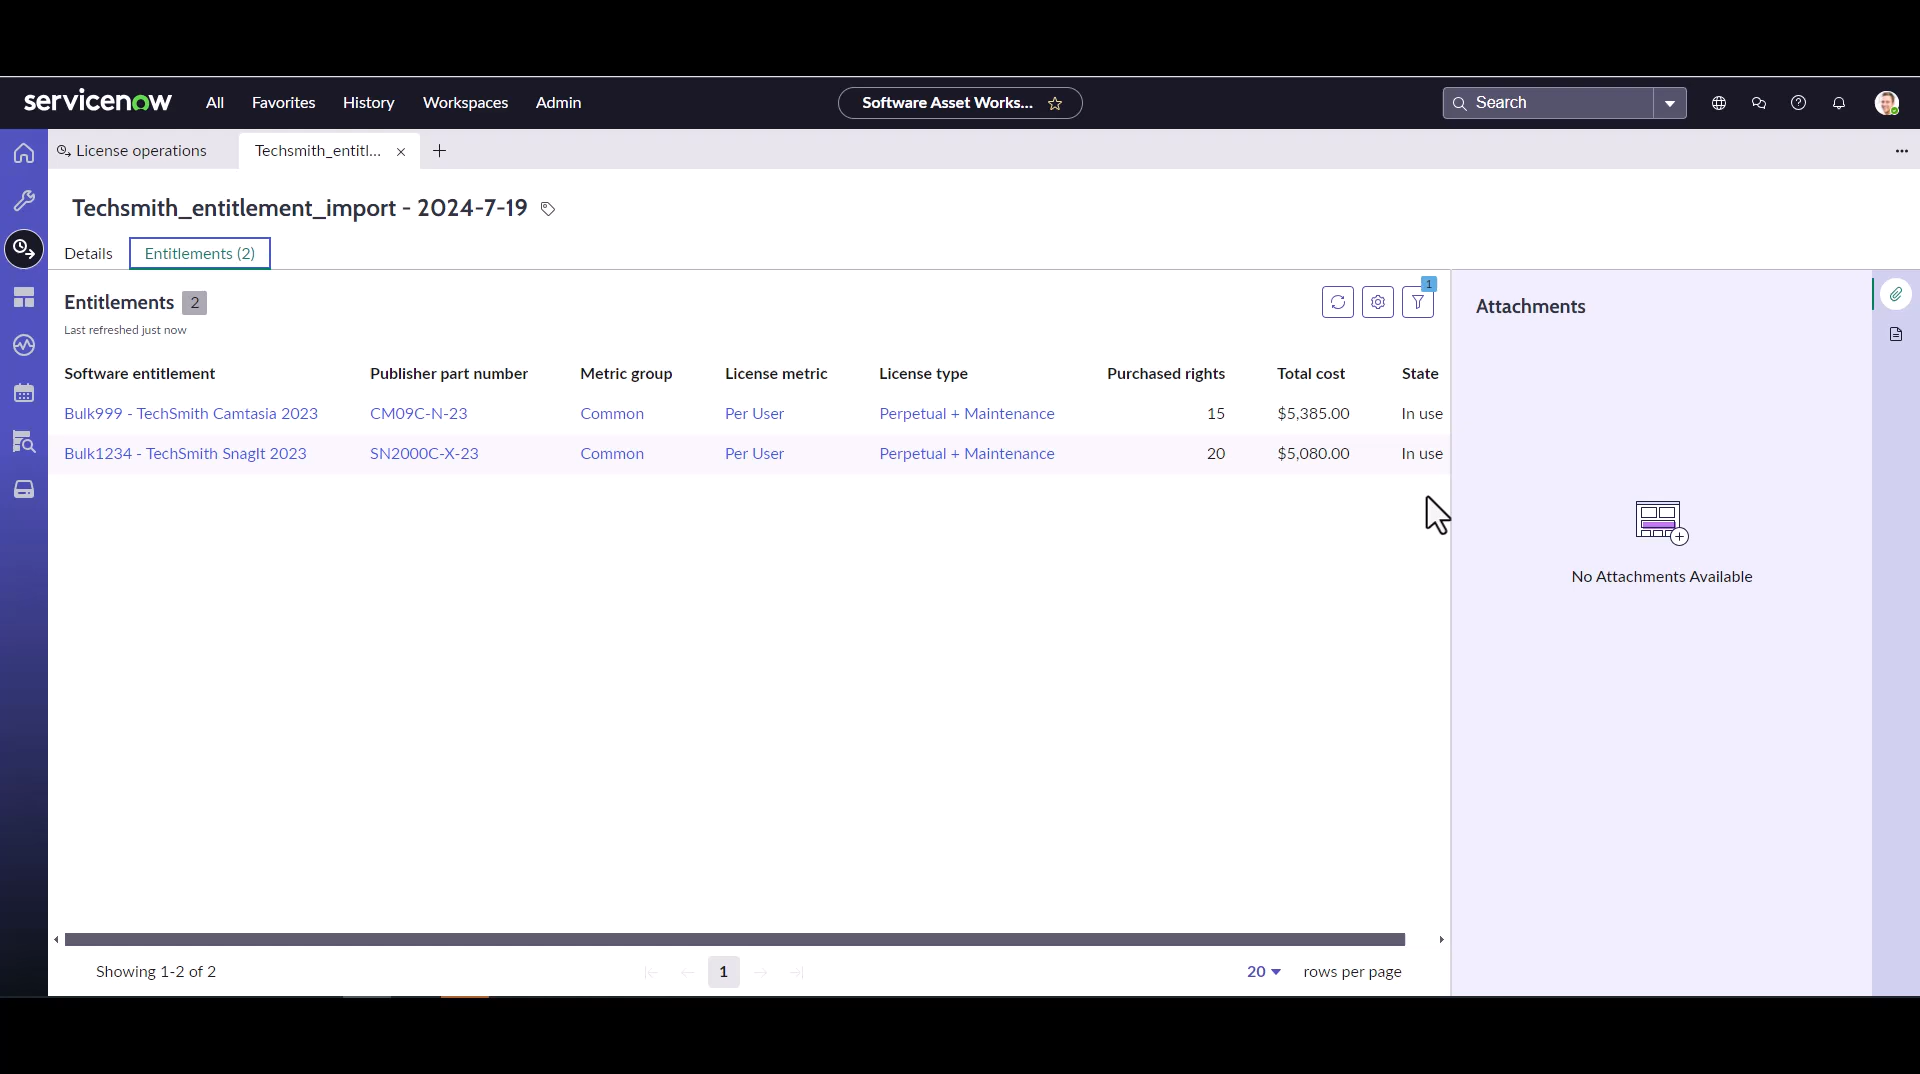 servicenow All Favorites History Workspaces Admin Software Asset Works... Search
License operations Techsmith_entitl...
Techsmith_entitlement_import - 2024-7-19
Details Entitlements (2)
1
Entitlements 2 Attachments
Last refreshed just now
Software entitlement Publisher part number Metric group License metric License type Purchased rights Total cost State
Bulk999 - TechSmith Camtasia 2023 CM09C-N-23 Common Per User Perpetual + Maintenance 15 $5,385.00 In use
Bulk1234 - TechSmith SnagIt 2023 SN2000C-X-23 Common Per User Perpetual + Maintenance 20 $5,080.00 In use
No Attachments Available
Showing 1-2 of 2 1 20 rows per page